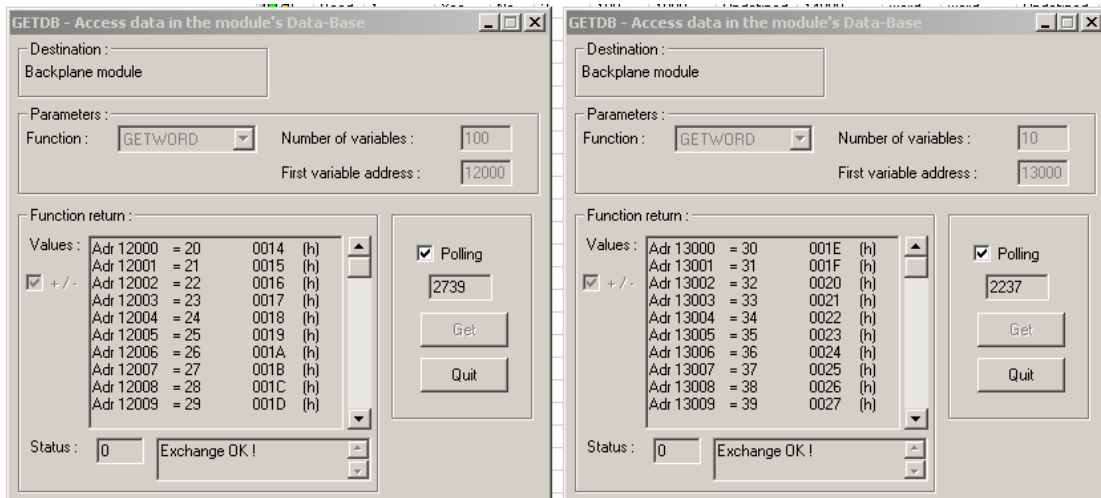 GETDB - Access data in the module's Data-Base
Destination :
Backplane module
Parameters :
Function : GETWORD Number of variables : 100
First variable address : 12000
Function return :
Values : Adr 12000 = 20 0014 (h)
Adr 12001 = 21 0015 (h)
+ / - Adr 12002 = 22 0016 (h)
Adr 12003 = 23 0017 (h)
Adr 12004 = 24 0018 (h)
Adr 12005 = 25 0019 (h)
Adr 12006 = 26 001A (h)
Adr 12007 = 27 001B (h)
Adr 12008 = 28 001C (h)
Adr 12009 = 29 001D (h)
Polling
2739
Get
Quit
Status : 0 Exchange OK !
GETDB - Access data in the module's Data-Base
Destination :
Backplane module
Parameters :
Function : GETWORD Number of variables : 10
First variable address : 13000
Function return :
Values : Adr 13000 = 30 001E (h)
Adr 13001 = 31 001F (h)
+ / - Adr 13002 = 32 0020 (h)
Adr 13003 = 33 0021 (h)
Adr 13004 = 34 0022 (h)
Adr 13005 = 35 0023 (h)
Adr 13006 = 36 0024 (h)
Adr 13007 = 37 0025 (h)
Adr 13008 = 38 0026 (h)
Adr 13009 = 39 0027 (h)
Polling
2237
Get
Quit
Status : 0 Exchange OK !